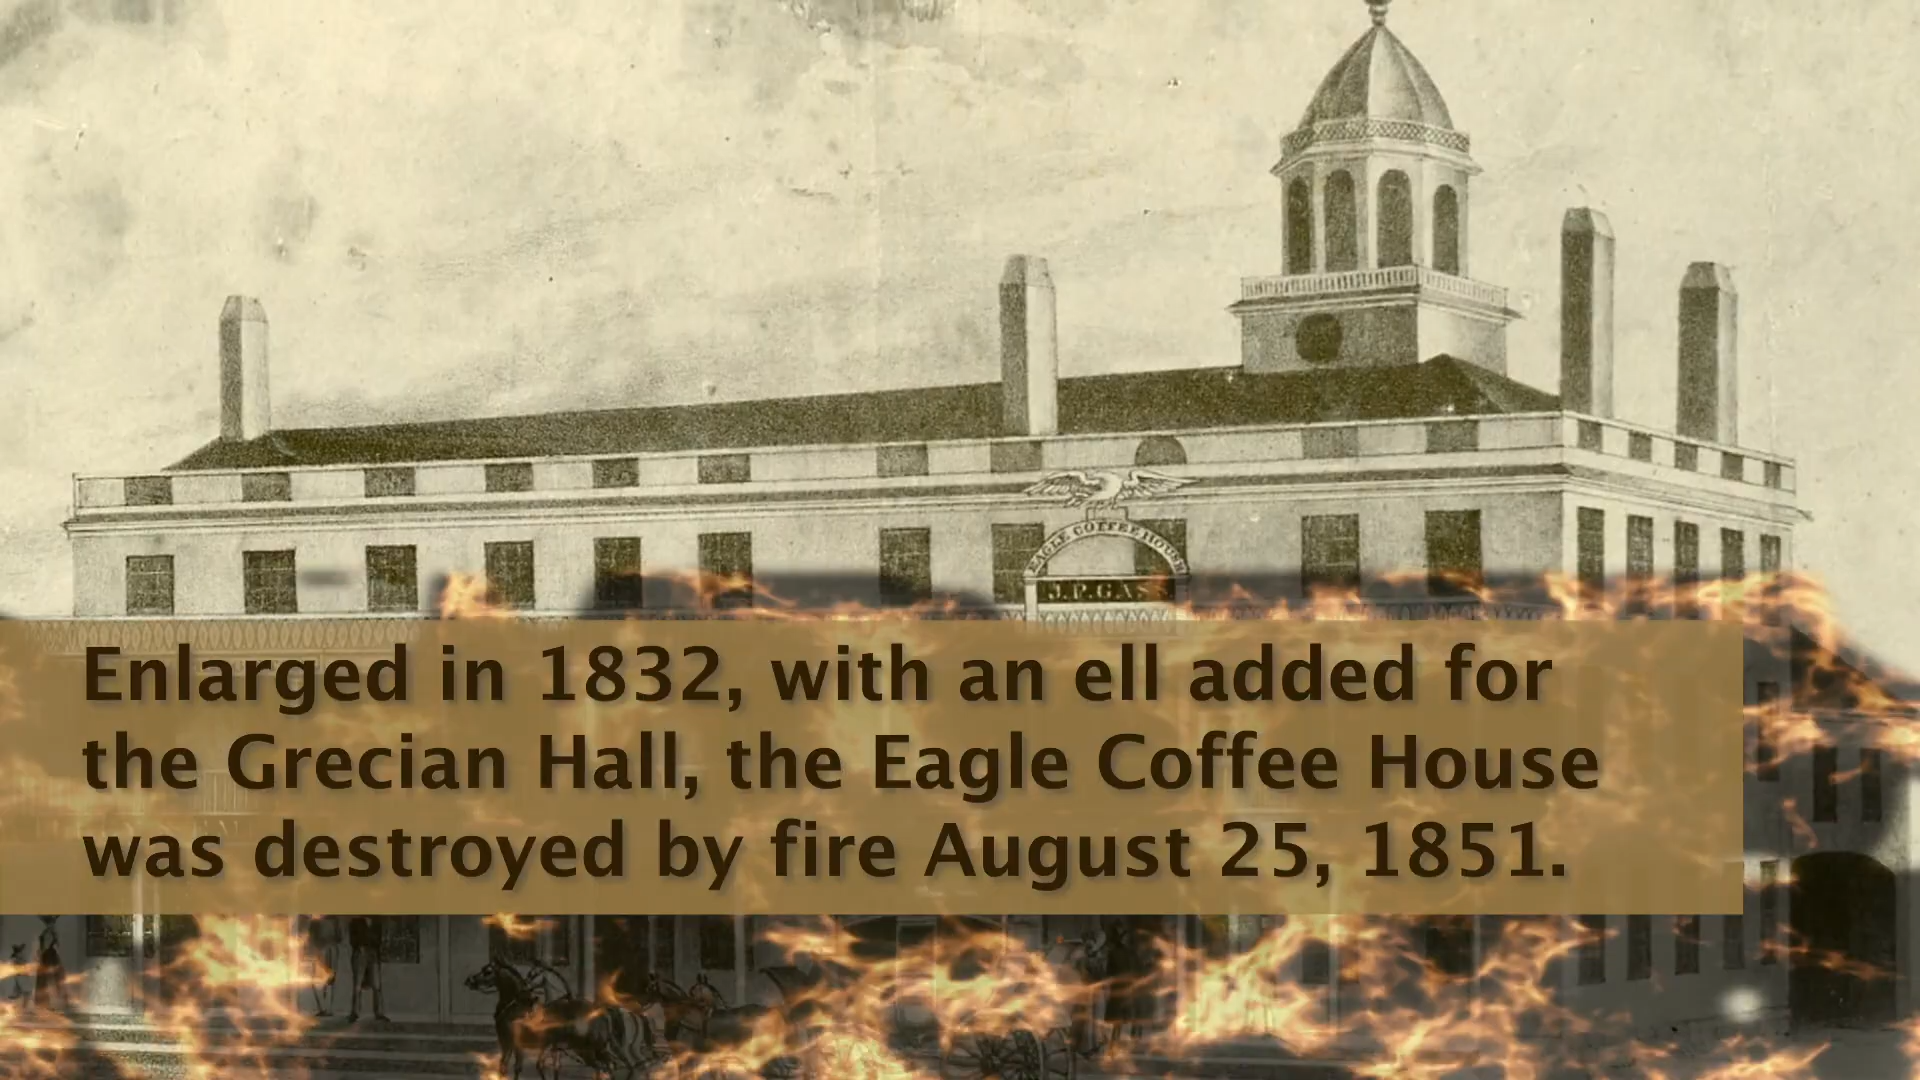 EAGLE COFFEE HOUSE
J.P. GASS
Enlarged in 1832, with an ell added for
the Grecian Hall, the Eagle Coffee House
was destroyed by fire August 25, 1851.